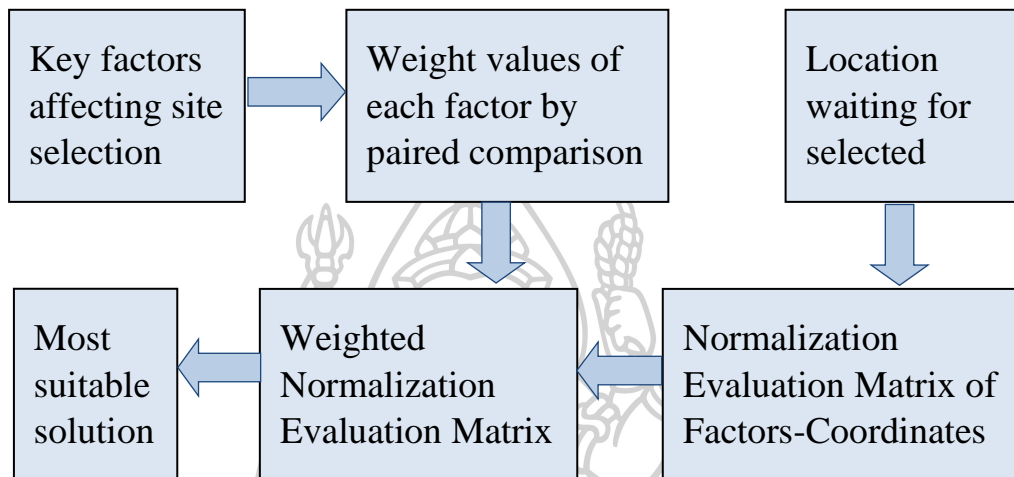 Key factors
affecting site
selection
Weight values of
each factor by
paired comparison
Location
waiting for
selected
Most
suitable
solution
Weighted
Normalization
Evaluation Matrix
Normalization
Evaluation Matrix of
Factors-Coordinates